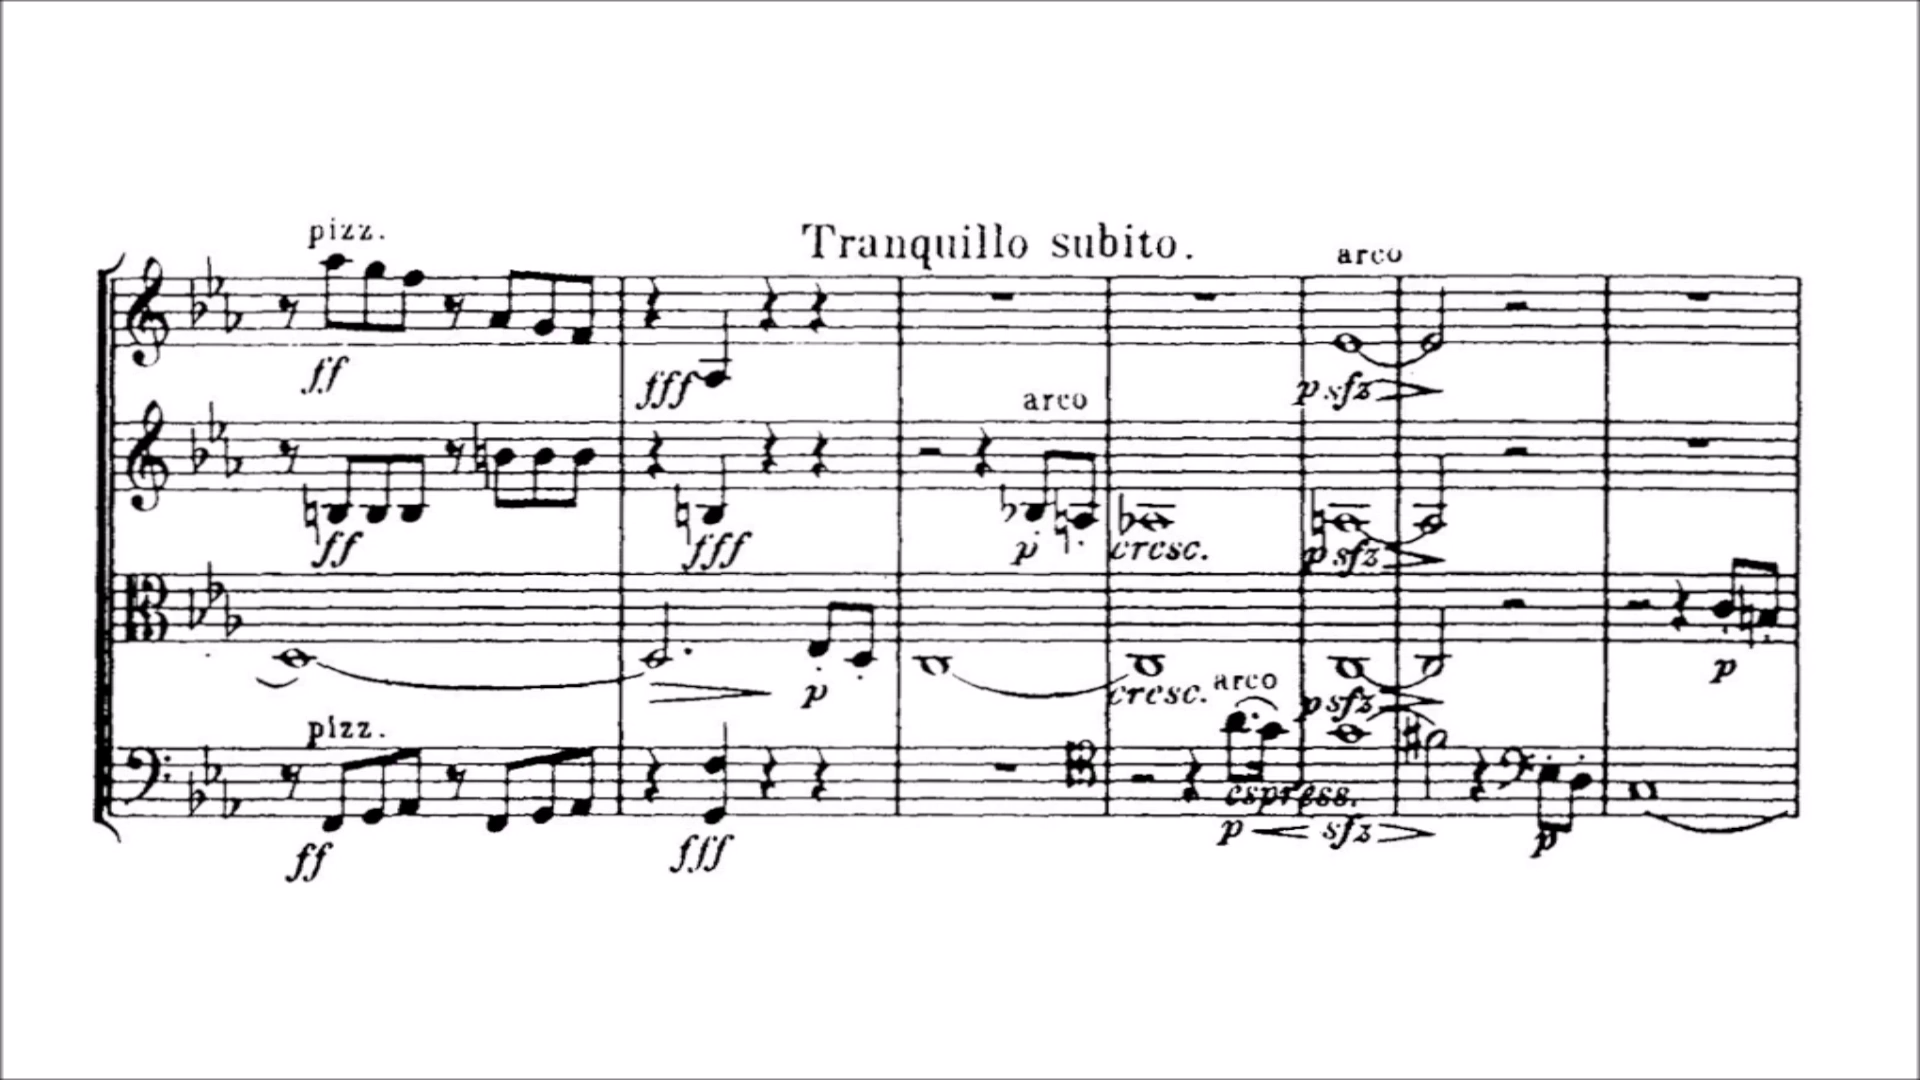 pizz.
Tranquillo subito.
arco
ff
fff
p sfz
arco
ff
fff
p
cresc.
p sfz
p
cresc.
arco
p sfz
p
pizz.
espress.
p
sfz
p
ff
fff